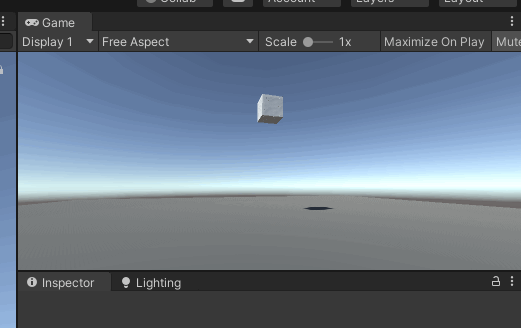 Collab Account Layers Layout
Game
Display 1 Free Aspect Scale 1x Maximize On Play Mute
Inspector Lighting